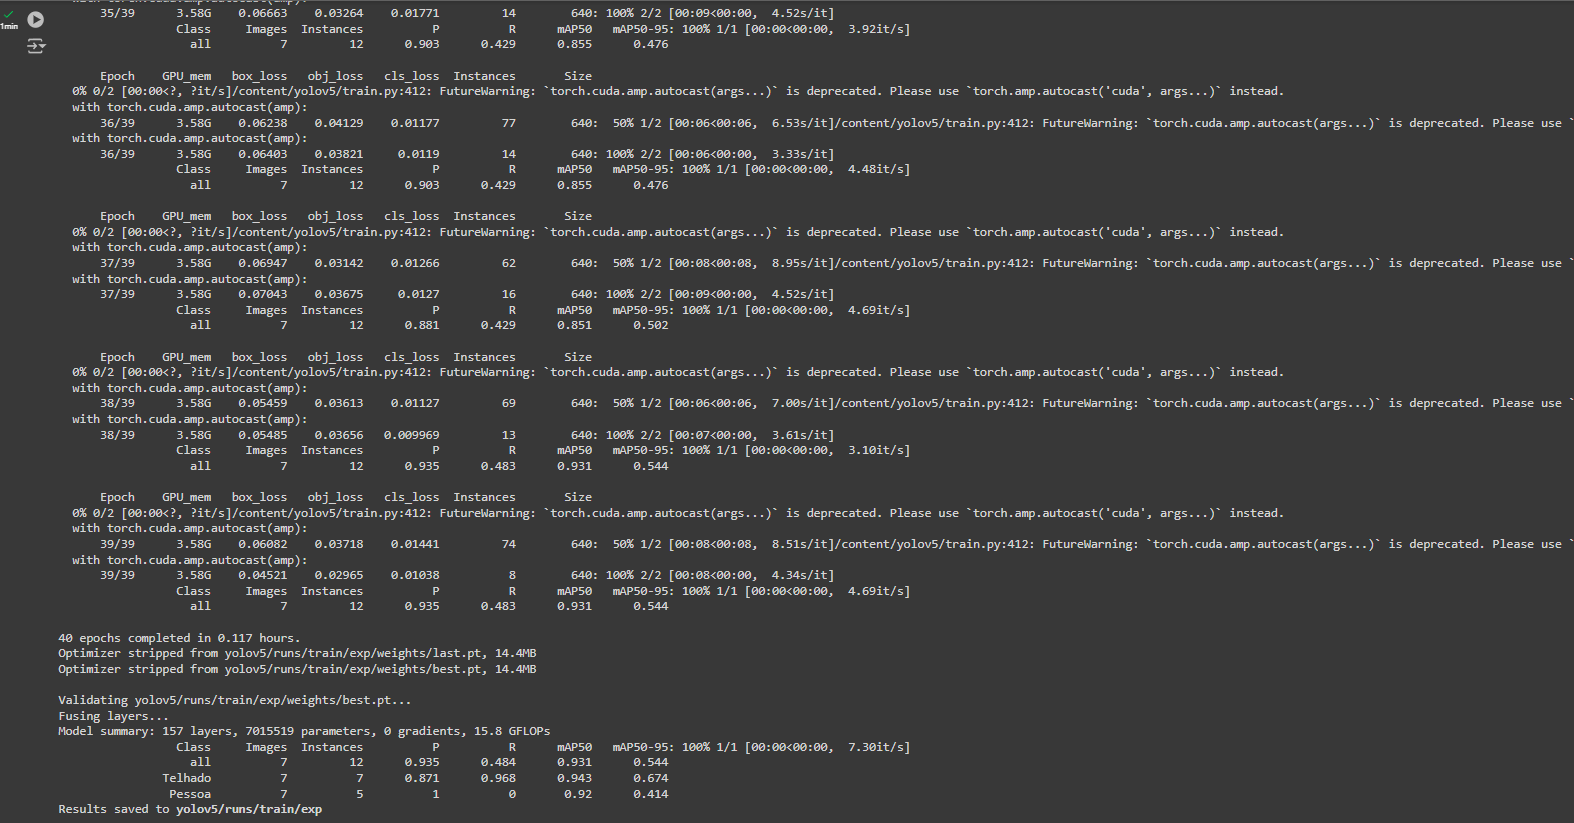 35/39 3.58G 0.06663 0.03264 0.01771 14 640: 100% 2/2 [00:09<00:00, 4.52s/it]
1min
Class Images Instances P R mAP50 mAP50-95: 100% 1/1 [00:00<00:00, 3.92it/s]
all 7 12 0.903 0.429 0.855 0.476
Epoch GPU_mem box_loss obj_loss cls_loss Instances Size
0% 0/2 [00:00<?, ?it/s]/content/yolov5/train.py:412: FutureWarning: `torch.cuda.amp.autocast(args...)` is deprecated. Please use `torch.amp.autocast('cuda', args...)` instead.
with torch.cuda.amp.autocast(amp):
36/39 3.58G 0.06238 0.04129 0.01177 77 640: 50% 1/2 [00:06<00:06, 6.53s/it]/content/yolov5/train.py:412: FutureWarning: `torch.cuda.amp.autocast(args...)` is deprecated. Please use `
with torch.cuda.amp.autocast(amp):
36/39 3.58G 0.06403 0.03821 0.0119 14 640: 100% 2/2 [00:06<00:00, 3.33s/it]
Class Images Instances P R mAP50 mAP50-95: 100% 1/1 [00:00<00:00, 4.48it/s]
all 7 12 0.903 0.429 0.855 0.476
Epoch GPU_mem box_loss obj_loss cls_loss Instances Size
0% 0/2 [00:00<?, ?it/s]/content/yolov5/train.py:412: FutureWarning: `torch.cuda.amp.autocast(args...)` is deprecated. Please use `torch.amp.autocast('cuda', args...)` instead.
with torch.cuda.amp.autocast(amp):
37/39 3.58G 0.06947 0.03142 0.01266 62 640: 50% 1/2 [00:08<00:08, 8.95s/it]/content/yolov5/train.py:412: FutureWarning: `torch.cuda.amp.autocast(args...)` is deprecated. Please use `
with torch.cuda.amp.autocast(amp):
37/39 3.58G 0.07043 0.03675 0.0127 16 640: 100% 2/2 [00:09<00:00, 4.52s/it]
Class Images Instances P R mAP50 mAP50-95: 100% 1/1 [00:00<00:00, 4.69it/s]
all 7 12 0.881 0.429 0.851 0.502
Epoch GPU_mem box_loss obj_loss cls_loss Instances Size
0% 0/2 [00:00<?, ?it/s]/content/yolov5/train.py:412: FutureWarning: `torch.cuda.amp.autocast(args...)` is deprecated. Please use `torch.amp.autocast('cuda', args...)` instead.
with torch.cuda.amp.autocast(amp):
38/39 3.58G 0.05459 0.03613 0.01127 69 640: 50% 1/2 [00:06<00:06, 7.00s/it]/content/yolov5/train.py:412: FutureWarning: `torch.cuda.amp.autocast(args...)` is deprecated. Please use `
with torch.cuda.amp.autocast(amp):
38/39 3.58G 0.05485 0.03656 0.009969 13 640: 100% 2/2 [00:07<00:00, 3.61s/it]
Class Images Instances P R mAP50 mAP50-95: 100% 1/1 [00:00<00:00, 3.10it/s]
all 7 12 0.935 0.483 0.931 0.544
Epoch GPU_mem box_loss obj_loss cls_loss Instances Size
0% 0/2 [00:00<?, ?it/s]/content/yolov5/train.py:412: FutureWarning: `torch.cuda.amp.autocast(args...)` is deprecated. Please use `torch.amp.autocast('cuda', args...)` instead.
with torch.cuda.amp.autocast(amp):
39/39 3.58G 0.06082 0.03718 0.01441 74 640: 50% 1/2 [00:08<00:08, 8.51s/it]/content/yolov5/train.py:412: FutureWarning: `torch.cuda.amp.autocast(args...)` is deprecated. Please use `
with torch.cuda.amp.autocast(amp):
39/39 3.58G 0.04521 0.02965 0.01038 8 640: 100% 2/2 [00:08<00:00, 4.34s/it]
Class Images Instances P R mAP50 mAP50-95: 100% 1/1 [00:00<00:00, 4.69it/s]
all 7 12 0.935 0.483 0.931 0.544
40 epochs completed in 0.117 hours.
Optimizer stripped from yolov5/runs/train/exp/weights/last.pt, 14.4MB
Optimizer stripped from yolov5/runs/train/exp/weights/best.pt, 14.4MB
Validating yolov5/runs/train/exp/weights/best.pt...
Fusing layers...
Model summary: 157 layers, 7015519 parameters, 0 gradients, 15.8 GFLOPs
Class Images Instances P R mAP50 mAP50-95: 100% 1/1 [00:00<00:00, 7.30it/s]
all 7 12 0.935 0.484 0.931 0.544
Telhado 7 7 0.871 0.968 0.943 0.674
Pessoa 7 5 1 0 0.92 0.414
Results saved to yolov5/runs/train/exp